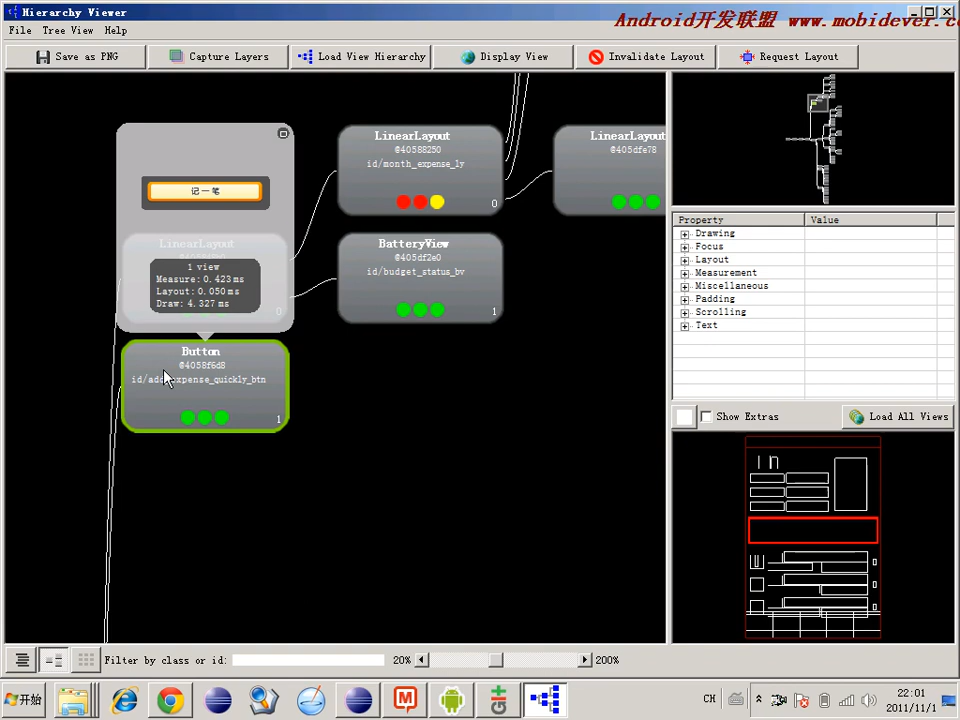 Hierarchy Viewer
Android开发联盟 www.mobidever.co
File Tree View Help
Save as PNG
Capture Layers
Load View Hierarchy
Display View
Invalidate Layout
Request Layout
LinearLayout
@40588250
id/month_expense_ly
0
LinearLayout
@405dfe78
记一笔
LinearLayout
1 view
Measure: 0.423 ms
Layout: 0.050 ms
Draw: 4.327 ms
0
BatteryView
@405df2e0
id/budget_status_bv
1
Button
@4058f6d8
id/add_expense_quickly_btn
1
Property Value
Drawing
Focus
Layout
Measurement
Miscellaneous
Padding
Scrolling
Text
Show Extras
Load All Views
Filter by class or id:
20%
200%
开始
CH
22:01
2011/11/1